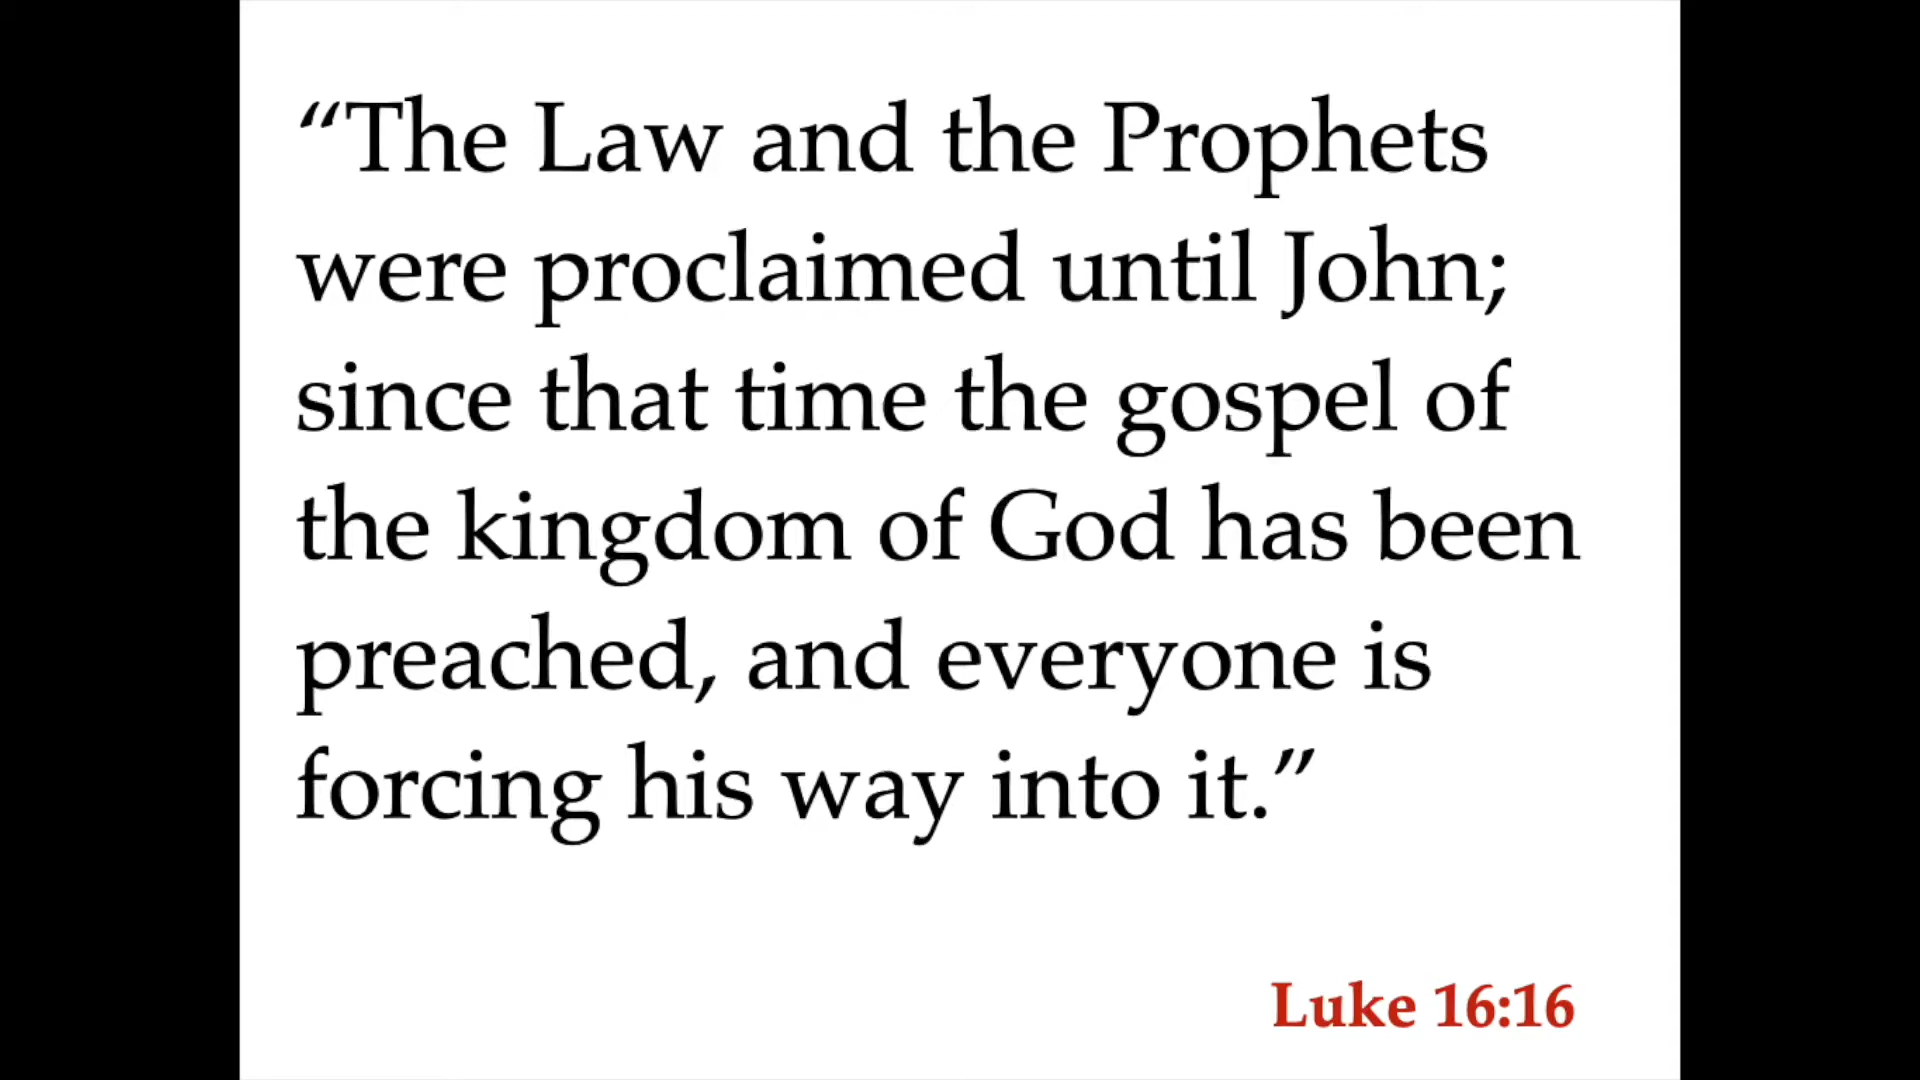 “The Law and the Prophets
were proclaimed until John;
since that time the gospel of
the kingdom of God has been
preached, and everyone is
forcing his way into it.”
Luke 16:16